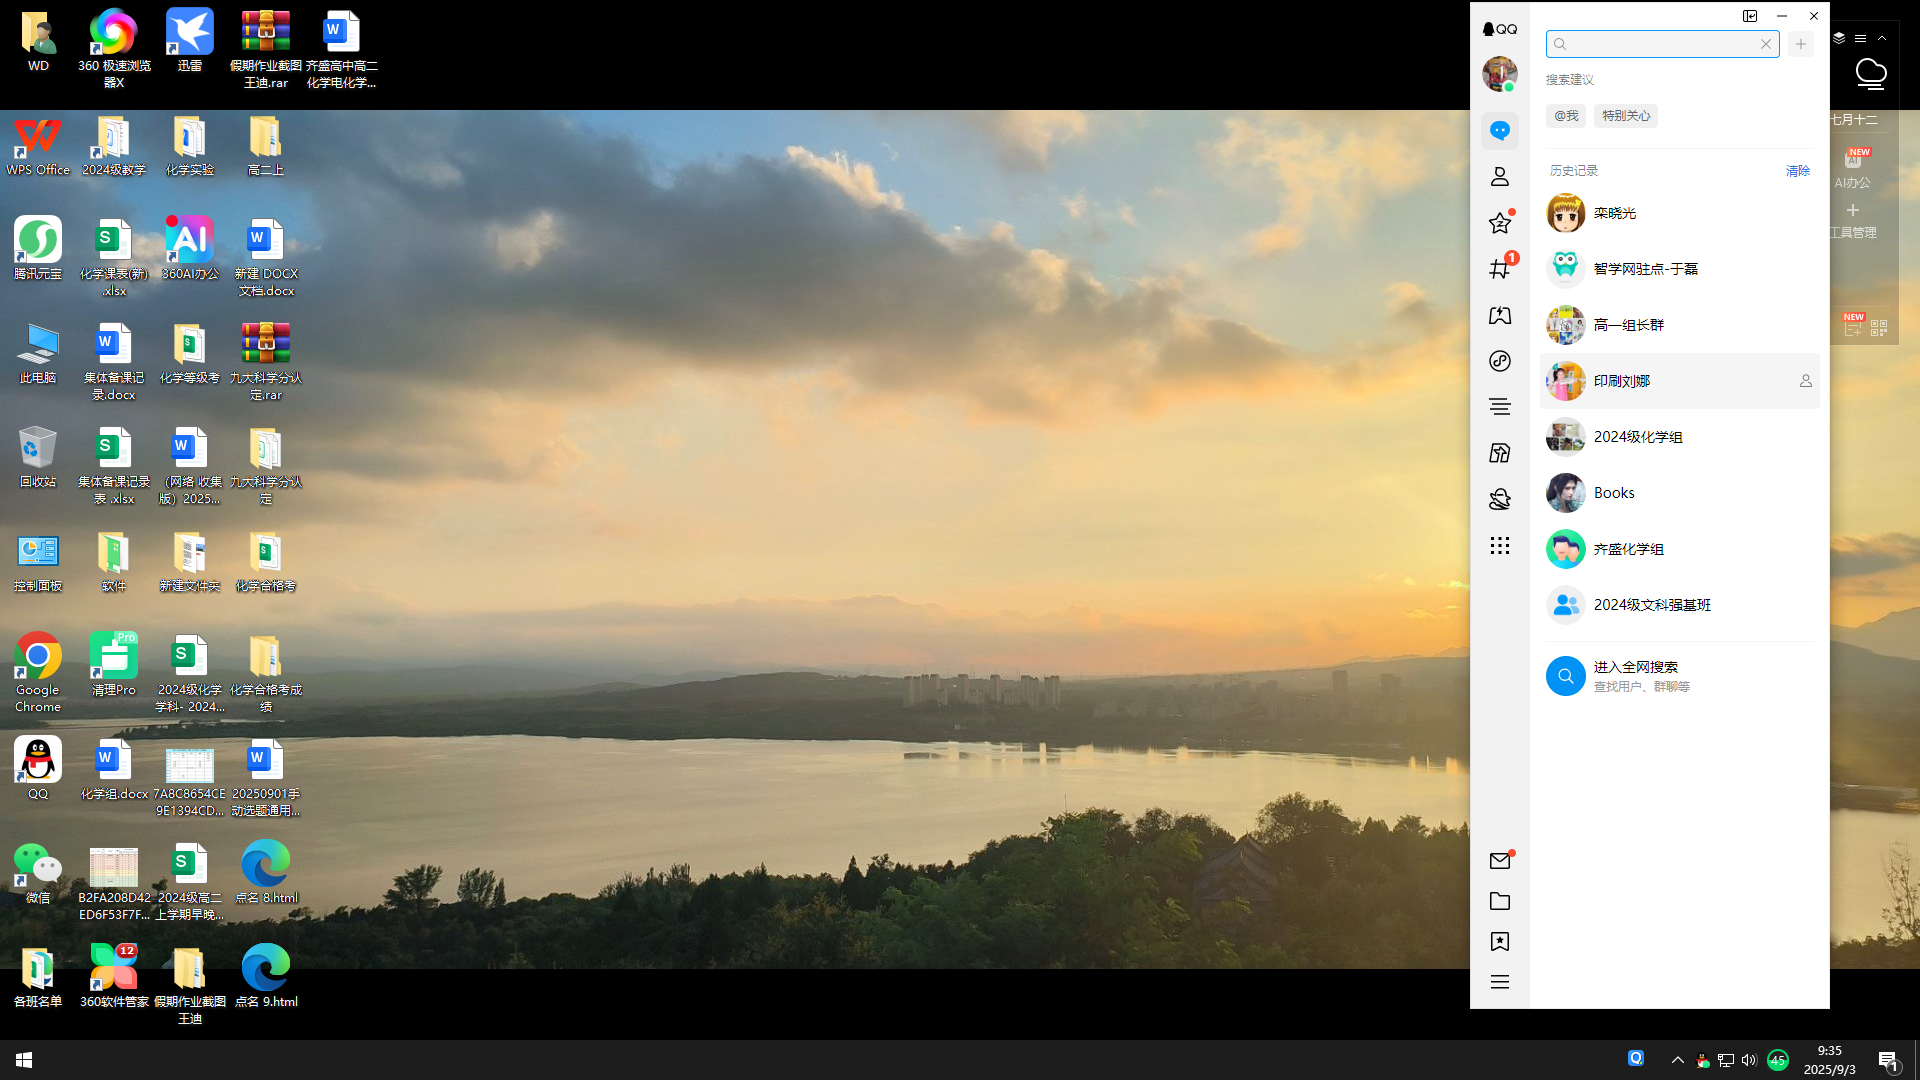 WD
360 极速浏览
器X
迅雷
假期作业截图
王迪.rar
齐盛高中高二
化学电化学...
WPS Office
2024级教学
化学实验
高二上
腾讯元宝
化学课表(新)
.xlsx
360AI办公
新建 DOCX
文档.docx
此电脑
集体备课记
录.docx
化学等级考
九大科学分认
定.rar
回收站
集体备课记录
表 .xlsx
（网络 收集
版）2025...
九大科学分认
定
控制面板
软件
新建文件夹
化学合格考
Google
Chrome
Pro
清理Pro
2024级化学
学科- 2024...
化学合格考成
绩
QQ
化学组.docx
7A8C8654CE
9E1394CD...
20250901手
动选题通用...
微信
B2FA208D42
ED6F53F7F...
2024级高二
上学期早晚...
点名 8.html
各班名单
12
360软件管家
假期作业截图
王迪
点名 9.html
QQ
1
搜索建议
@我
特别关心
历史记录
清除
栾晓光
智学网驻点-于磊
高一组长群
印刷刘娜
2024级化学组
Books
齐盛化学组
2024级文科强基班
进入全网搜索
查找用户、群聊等
七月十二
NEW
AI办公
工具管理
NEW
45
9:35
2025/9/3
1